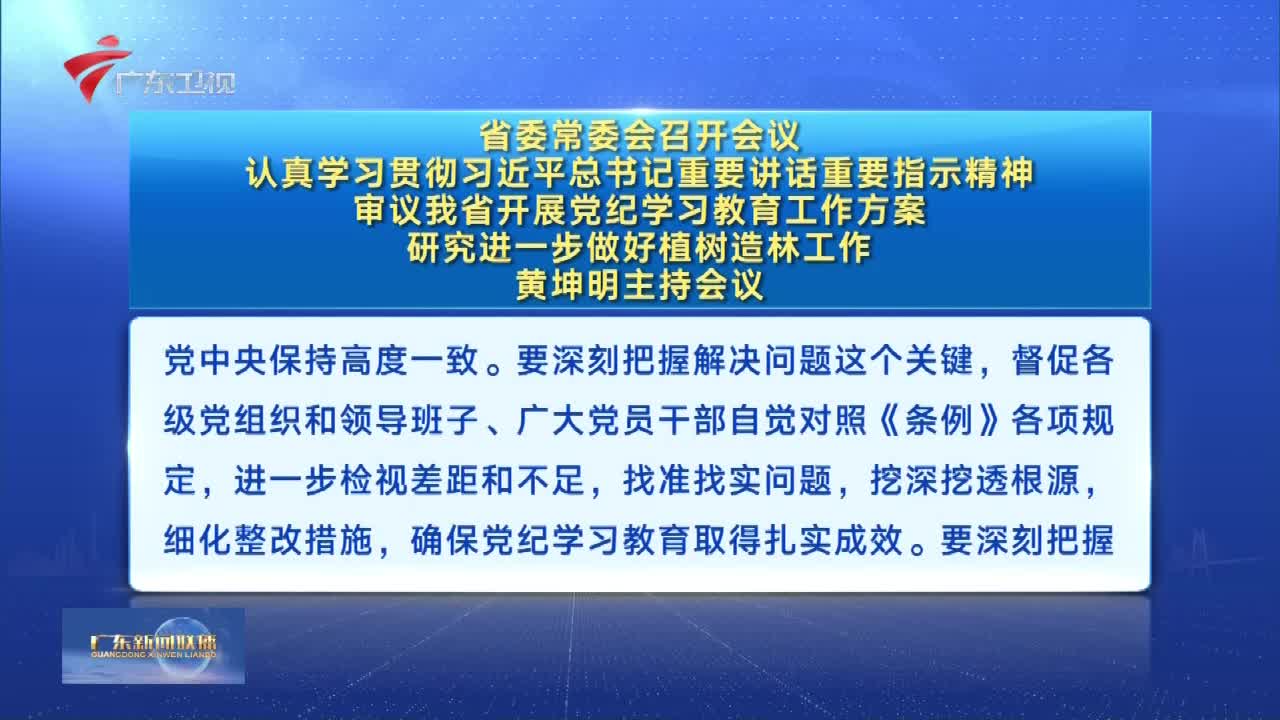 广东卫视
省委常委会召开会议
认真学习贯彻习近平总书记重要讲话重要指示精神
审议我省开展党纪学习教育工作方案
研究进一步做好植树造林工作
黄坤明主持会议
党中央保持高度一致。要深刻把握解决问题这个关键，督促各
级党组织和领导班子、广大党员干部自觉对照《条例》各项规
定，进一步检视差距和不足，找准找实问题，挖深挖透根源，
细化整改措施，确保党纪学习教育取得扎实成效。要深刻把握
广东新闻联播
GUANGDONG XINWEN LIANBO